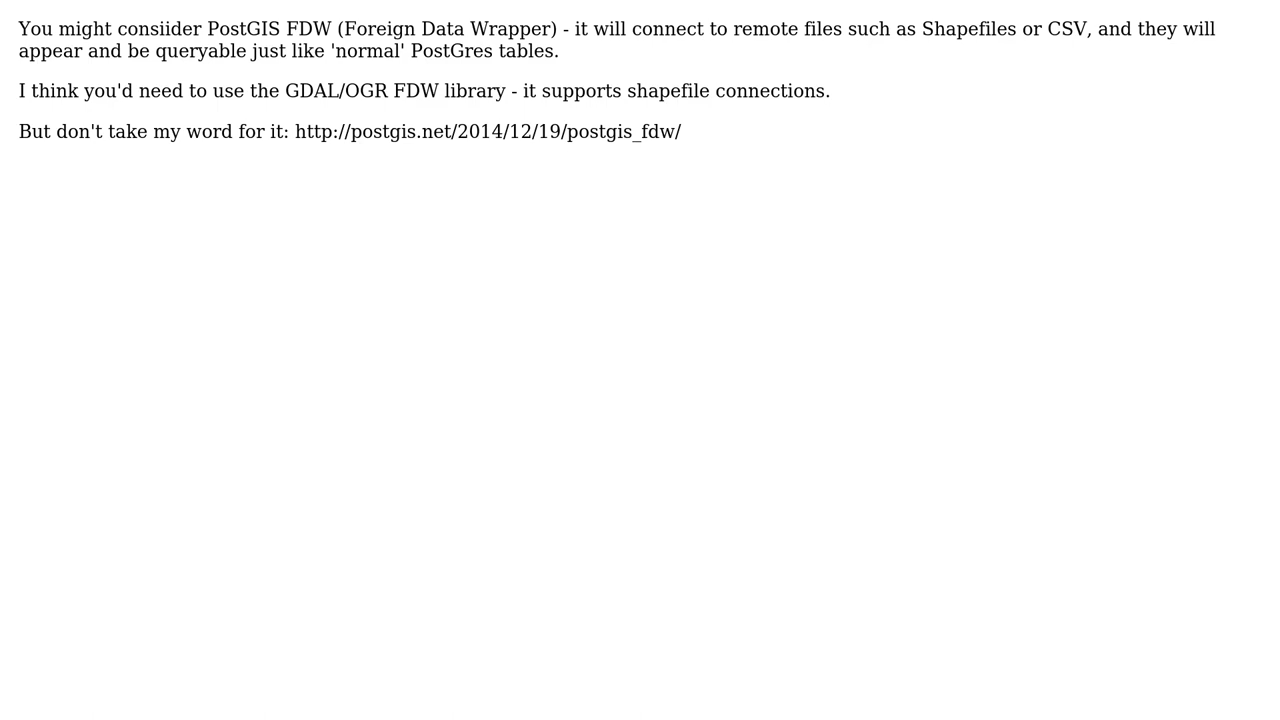 You might consiider PostGIS FDW (Foreign Data Wrapper) - it will connect to remote files such as Shapefiles or CSV, and they will
appear and be queryable just like 'normal' PostGres tables.
I think you'd need to use the GDAL/OGR FDW library - it supports shapefile connections.
But don't take my word for it: http://postgis.net/2014/12/19/postgis_fdw/